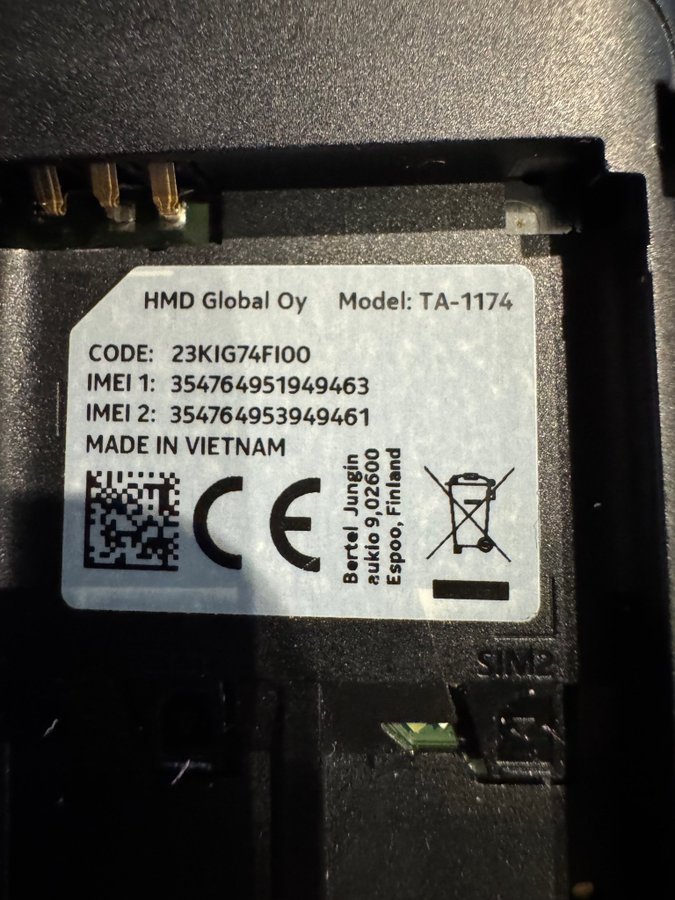 HMD Global Oy Model: TA-1174
CODE: 23KIG74FI00
IMEI 1: 354764951949463
IMEI 2: 354764953949461
MADE IN VIETNAM
CE
Bertel Jungin
aukio 9,02600
Espoo, Finland
SIM2